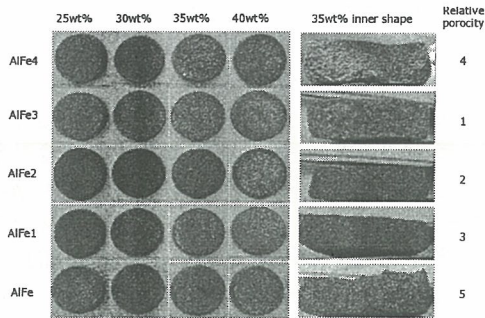 25wt% 30wt% 35wt% 40wt% 35wt% inner shape Relative porocity
AlFe4 4
AlFe3 1
AlFe2 2
AlFe1 3
AlFe 5